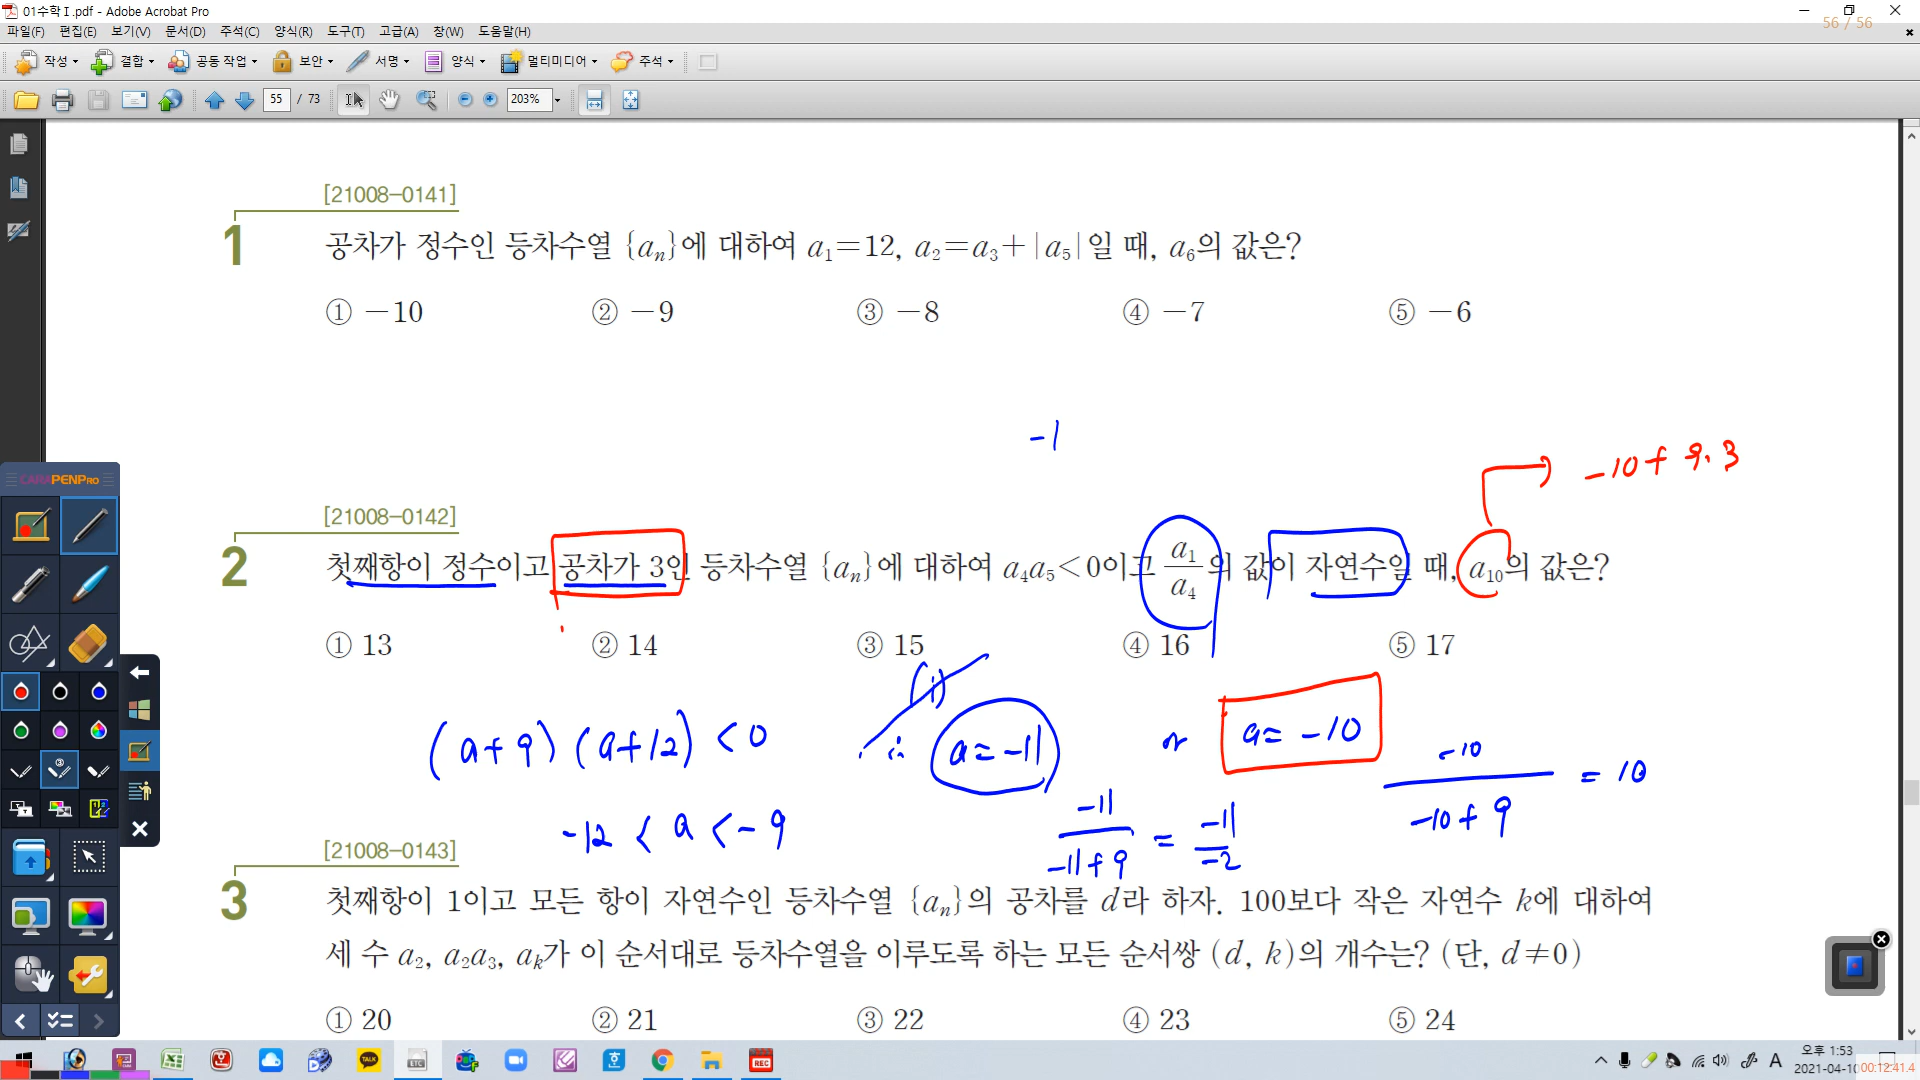 01수학Ⅰ.pdf - Adobe Acrobat Pro
56 / 56
파일(F) 편집(E) 보기(V) 문서(D) 주석(C) 양식(R) 도구(T) 고급(A) 창(W) 도움말(H)
작성 결합 공동 작업 보안 서명 양식 멀티미디어 주석
55 / 73 203%
[21008-0141]
1 공차가 정수인 등차수열 {aₙ}에 대하여 a₁=12, a₂=a₃+|a₅|일 때, a₆의 값은?
① -10 ② -9 ③ -8 ④ -7 ⑤ -6
-1
-10+9·3
CARAPENPRO
[21008-0142]
2 첫째항이 정수이고 공차가 3인 등차수열 {aₙ}에 대하여 a₄a₅<0이고 a₁/a₄의 값이 자연수일 때, a₁₀의 값은?
① 13 ② 14 ③ 15 ④ 16 ⑤ 17
(i)
(a+9)(a+12)<0 ∴ a=-11 or a=-10
-10/-10+9 = 10
-12<a<-9
-11/-11+9 = -11/-2
[21008-0143]
3 첫째항이 1이고 모든 항이 자연수인 등차수열 {aₙ}의 공차를 d라 하자. 100보다 작은 자연수 k에 대하여
세 수 a₂, a₂a₃, aₖ가 이 순서대로 등차수열을 이루도록 하는 모든 순서쌍 (d, k)의 개수는? (단, d≠0)
① 20 ② 21 ③ 22 ④ 23 ⑤ 24
TALK
ETC
REC
A
오후 1:53
2021-04-10
00:12:41.4